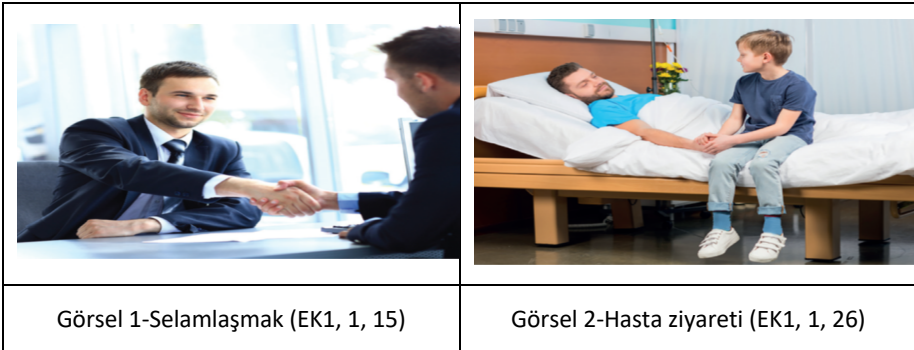 Görsel 1-Selamlaşmak (EK1, 1, 15)
Görsel 2-Hasta ziyareti (EK1, 1, 26)